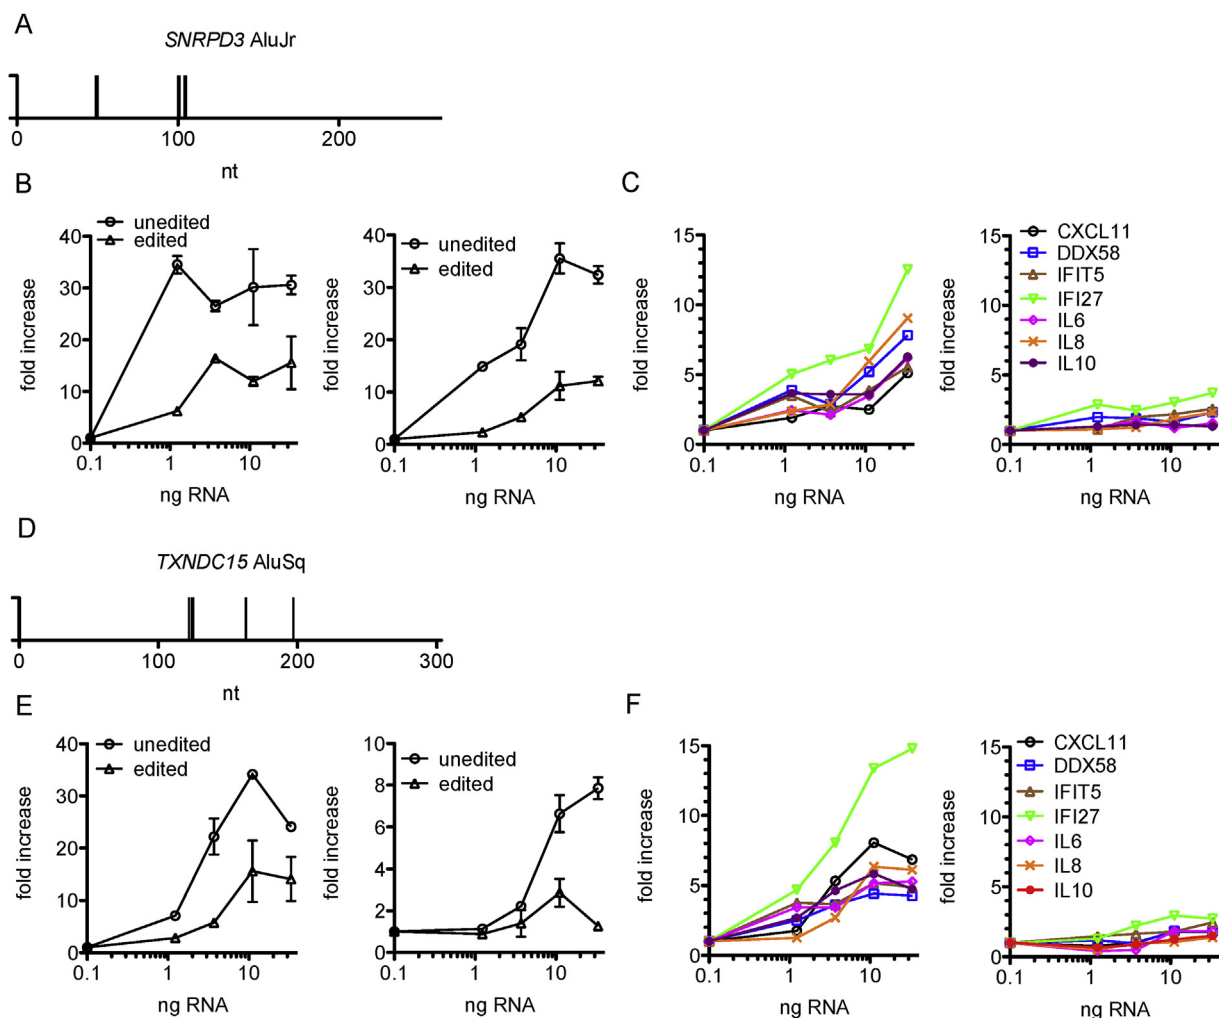 A
SNRPD3 AluJr
0 100 200
nt
B
unedited
edited
40
30
20
10
0
fold increase
0.1 1 10
ng RNA
unedited
edited
40
30
20
10
0
fold increase
0.1 1 10
ng RNA
C
15
10
5
0
fold increase
0.1 1 10
ng RNA
CXCL11
DDX58
IFIT5
IFI27
IL6
IL8
IL10
15
10
5
0
fold increase
0.1 1 10
ng RNA
D
TXNDC15 AluSq
0 100 200 300
nt
E
unedited
edited
40
30
20
10
0
fold increase
0.1 1 10
ng RNA
unedited
edited
10
8
6
4
2
0
fold increase
0.1 1 10
ng RNA
F
15
10
5
0
fold increase
0.1 1 10
ng RNA
CXCL11
DDX58
IFIT5
IFI27
IL6
IL8
IL10
15
10
5
0
fold increase
0.1 1 10
ng RNA